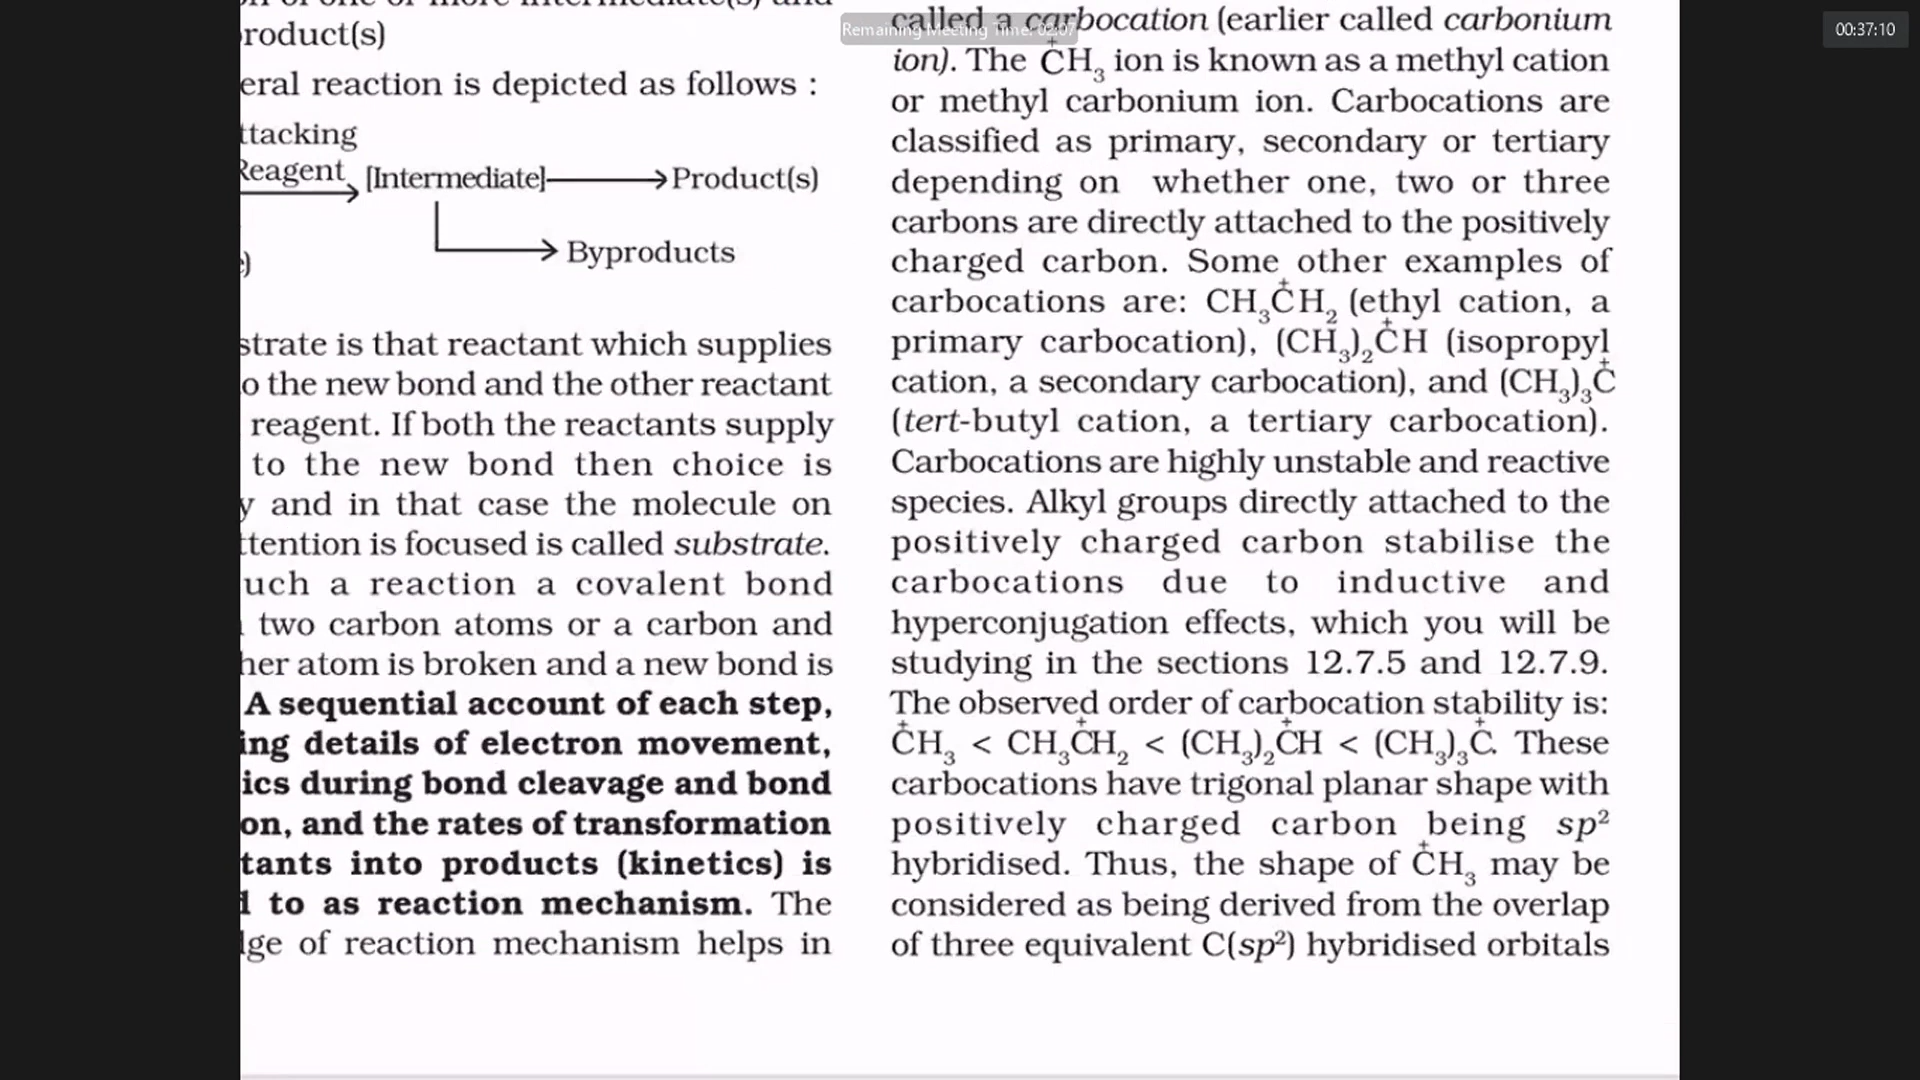 roduct(s)
eral reaction is depicted as follows :
ttacking
Reagent
[Intermediate] → Product(s)
Byproducts
e)
strate is that reactant which supplies
o the new bond and the other reactant
reagent. If both the reactants supply
to the new bond then choice is
y and in that case the molecule on
ttention is focused is called substrate.
uch a reaction a covalent bond
two carbon atoms or a carbon and
her atom is broken and a new bond is
A sequential account of each step,
ing details of electron movement,
ics during bond cleavage and bond
on, and the rates of transformation
tants into products (kinetics) is
d to as reaction mechanism. The
lge of reaction mechanism helps in
called a carbocation (earlier called carbonium
ion). The C⁺H₃ ion is known as a methyl cation
or methyl carbonium ion. Carbocations are
classified as primary, secondary or tertiary
depending on whether one, two or three
carbons are directly attached to the positively
charged carbon. Some other examples of
carbocations are: CH₃C⁺H₂ (ethyl cation, a
primary carbocation), (CH₃)₂C⁺H (isopropyl
cation, a secondary carbocation), and (CH₃)₃C⁺
(tert-butyl cation, a tertiary carbocation).
Carbocations are highly unstable and reactive
species. Alkyl groups directly attached to the
positively charged carbon stabilise the
carbocations due to inductive and
hyperconjugation effects, which you will be
studying in the sections 12.7.5 and 12.7.9.
The observed order of carbocation stability is:
C⁺H₃ < CH₃C⁺H₂ < (CH₃)₂C⁺H < (CH₃)₃C⁺. These
carbocations have trigonal planar shape with
positively charged carbon being sp²
hybridised. Thus, the shape of C⁺H₃ may be
considered as being derived from the overlap
of three equivalent C(sp²) hybridised orbitals
Remaining Meeting Time: 02:07
00:37:10